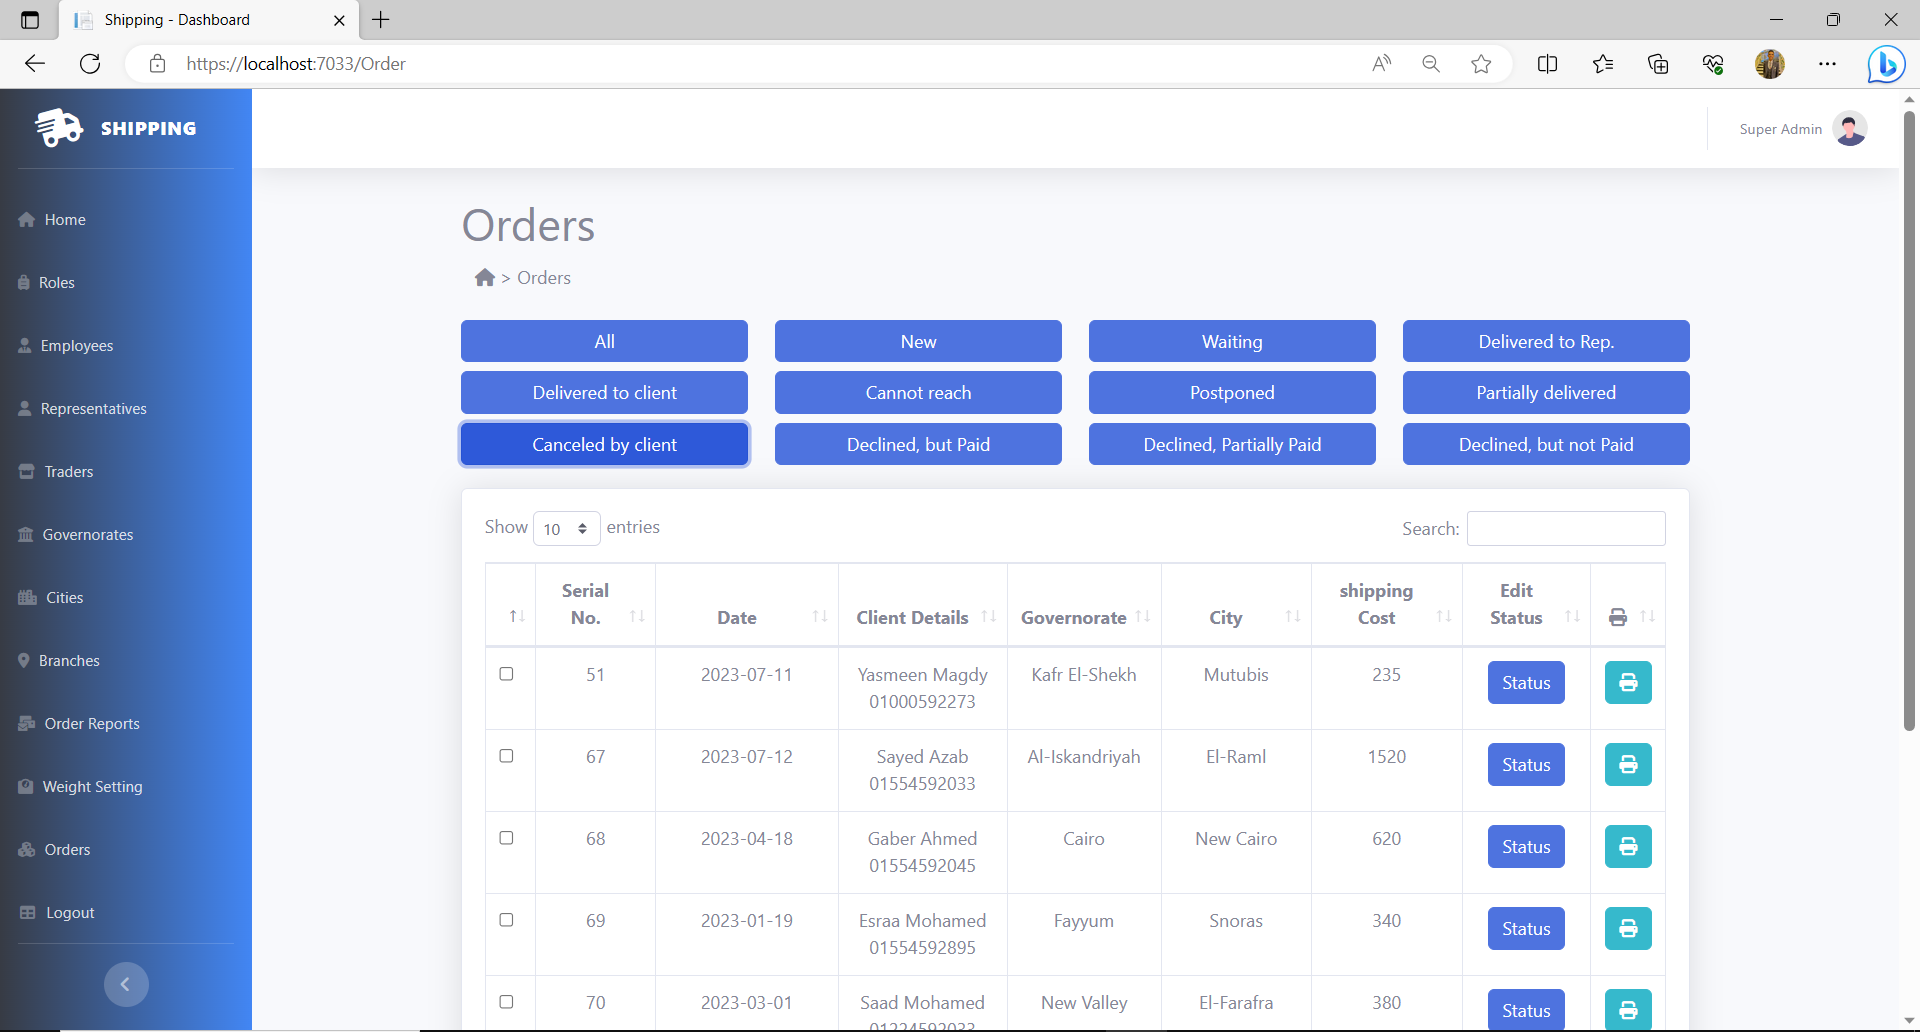 Shipping - Dashboard
https://localhost:7033/Order
SHIPPING
Super Admin
Home
Roles
Employees
Representatives
Traders
Governorates
Cities
Branches
Order Reports
Weight Setting
Orders
Logout
Orders
> Orders
All New Waiting Delivered to Rep.
Delivered to client Cannot reach Postponed Partially delivered
Canceled by client Declined, but Paid Declined, Partially Paid Declined, but not Paid
Show 10 entries Search:
Serial No. Date Client Details Governorate City shipping Cost Edit Status
51 2023-07-11 Yasmeen Magdy Kafr El-Shekh Mutubis 235 Status
01000592273
67 2023-07-12 Sayed Azab Al-Iskandriyah El-Raml 1520 Status
01554592033
68 2023-04-18 Gaber Ahmed Cairo New Cairo 620 Status
01554592045
69 2023-01-19 Esraa Mohamed Fayyum Snoras 340 Status
01554592895
70 2023-03-01 Saad Mohamed New Valley El-Farafra 380 Status
01224592033